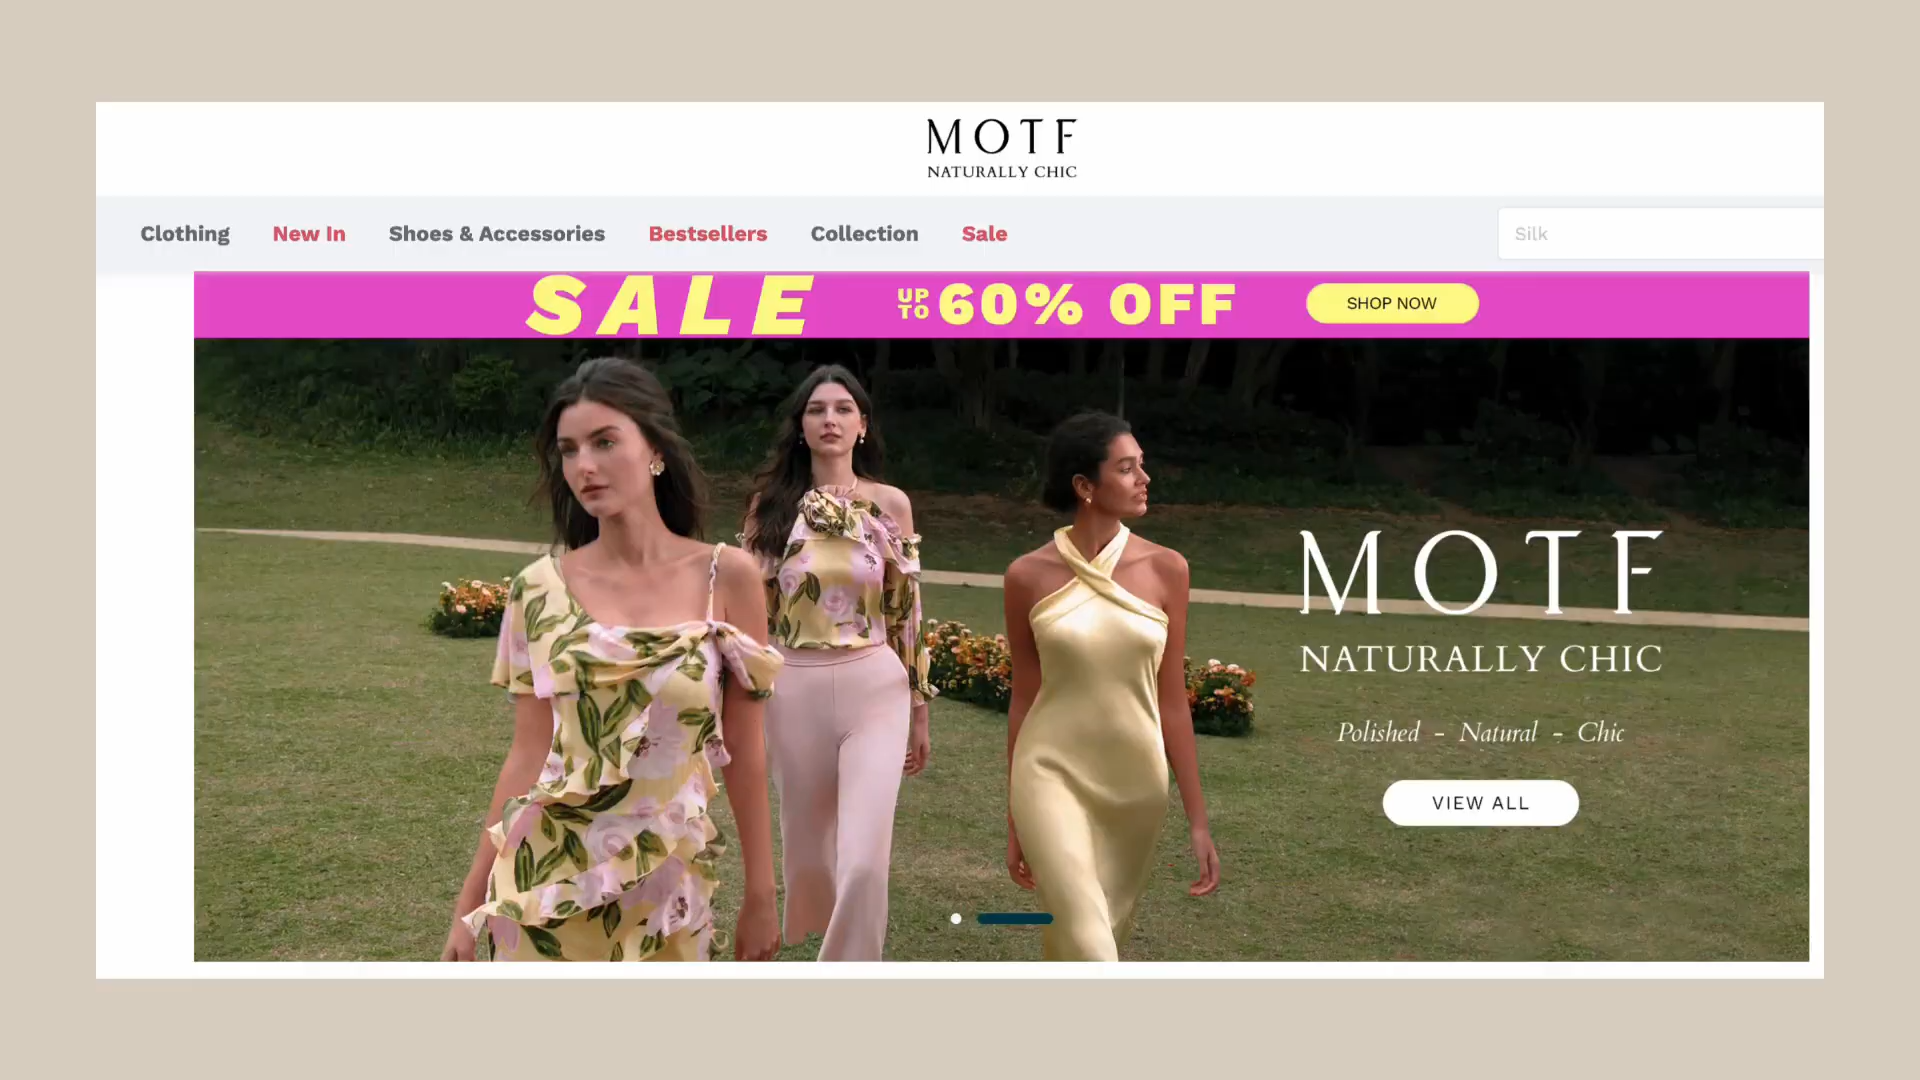 MOTF
NATURALLY CHIC
Clothing New In Shoes & Accessories Bestsellers Collection Sale Silk
SALE UP TO 60% OFF SHOP NOW
MOTF
NATURALLY CHIC
Polished - Natural - Chic
VIEW ALL